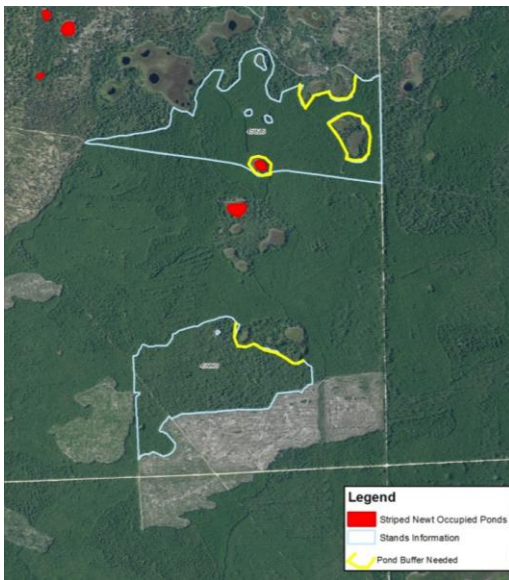 Legend
Striped Newt Occupied Ponds
Stands Information
Pond Buffer Needed